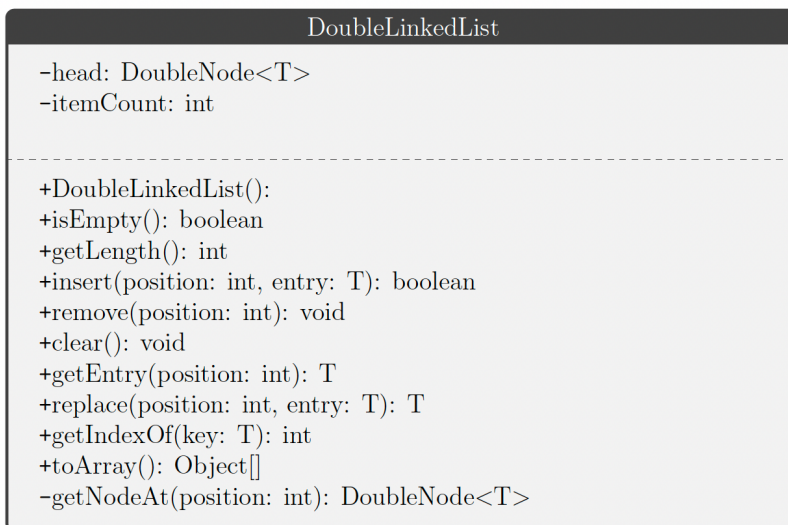 DoubleLinkedList
-head: DoubleNode<T>
-itemCount: int
+DoubleLinkedList():
+isEmpty(): boolean
+getLength(): int
+insert(position: int, entry: T): boolean
+remove(position: int): void
+clear(): void
+getEntry(position: int): T
+replace(position: int, entry: T): T
+getIndexOf(key: T): int
+toArray(): Object[]
-getNodeAt(position: int): DoubleNode<T>